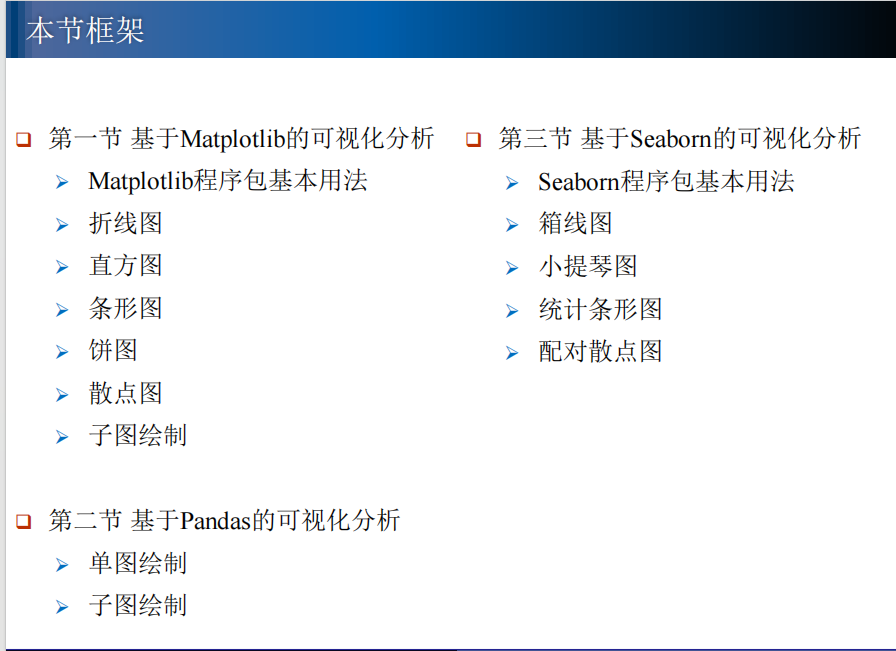 本节框架
第一节 基于Matplotlib的可视化分析
Matplotlib程序包基本用法
折线图
直方图
条形图
饼图
散点图
子图绘制
第二节 基于Pandas的可视化分析
单图绘制
子图绘制
第三节 基于Seaborn的可视化分析
Seaborn程序包基本用法
箱线图
小提琴图
统计条形图
配对散点图